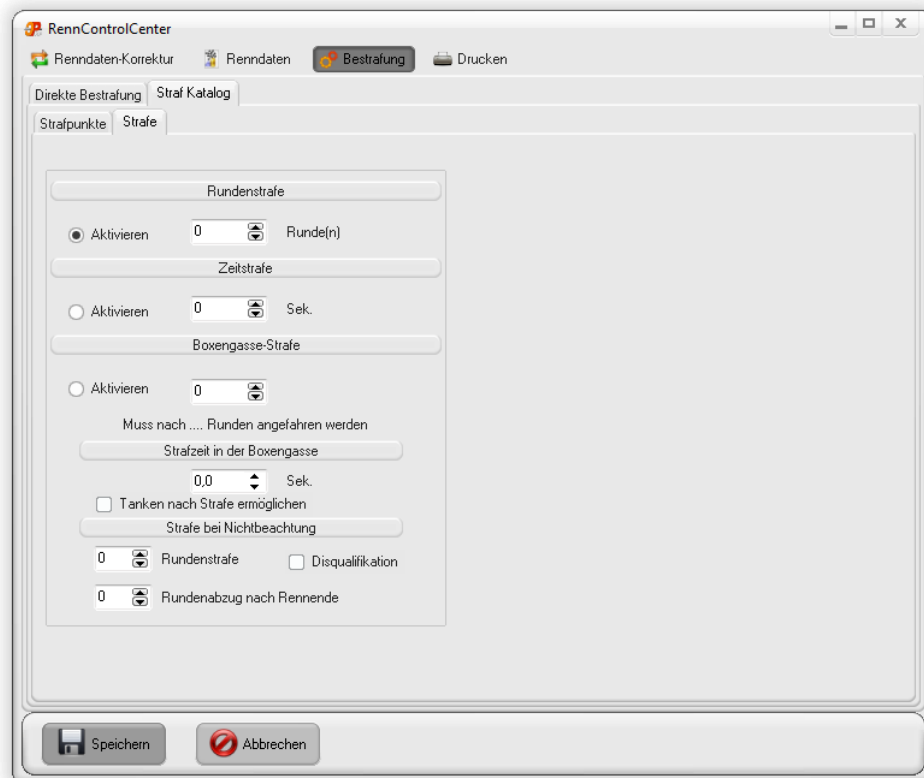 RennControlCenter
Renndaten-Korrektur Renndaten Bestrafung Drucken
Direkte Bestrafung Straf Katalog
Strafpunkte Strafe
Rundenstrafe
Aktivieren 0 Runde(n)
Zeitstrafe
Aktivieren 0 Sek.
Boxengasse-Strafe
Aktivieren 0
Muss nach .... Runden angefahren werden
Strafzeit in der Boxengasse
0,0 Sek.
Tanken nach Strafe ermöglichen
Strafe bei Nichtbeachtung
0 Rundenstrafe Disqualifikation
0 Rundenabzug nach Rennende
Speichern Abbrechen